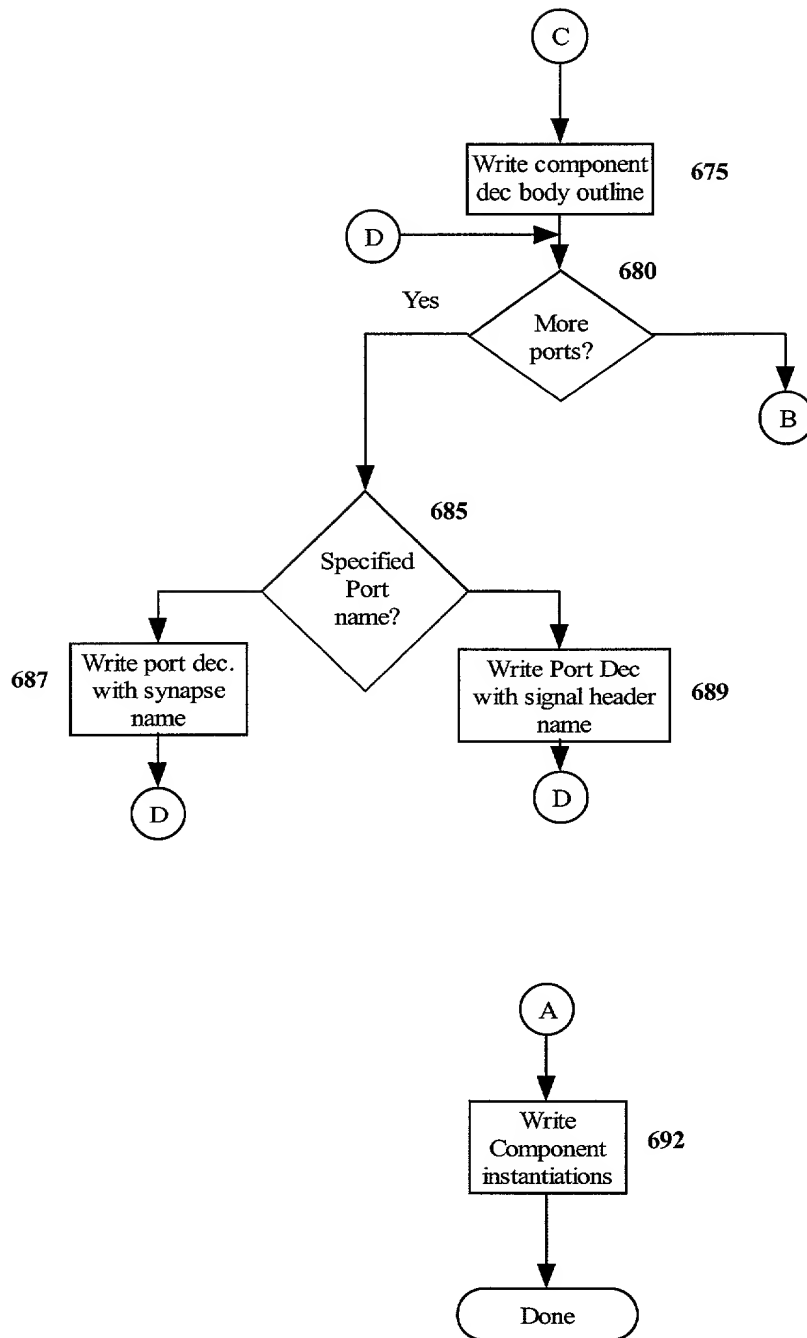 C
Write component
dec body outline
675
D
680
Yes
More
ports?
B
685
Specified
Port
name?
687
Write port dec.
with synapse
name
Write Port Dec
with signal header
name
689
D
D
A
Write
Component
instantiations
692
Done